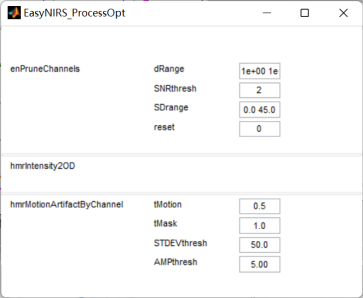 EasyNIRS_ProcessOpt
enPruneChannels dRange 1e+00 1e
SNRthresh 2
SDrange 0.0 45.0
reset 0
hmrIntensity2OD
hmrMotionArtifactByChannel tMotion 0.5
tMask 1.0
STDEVthresh 50.0
AMPthresh 5.00